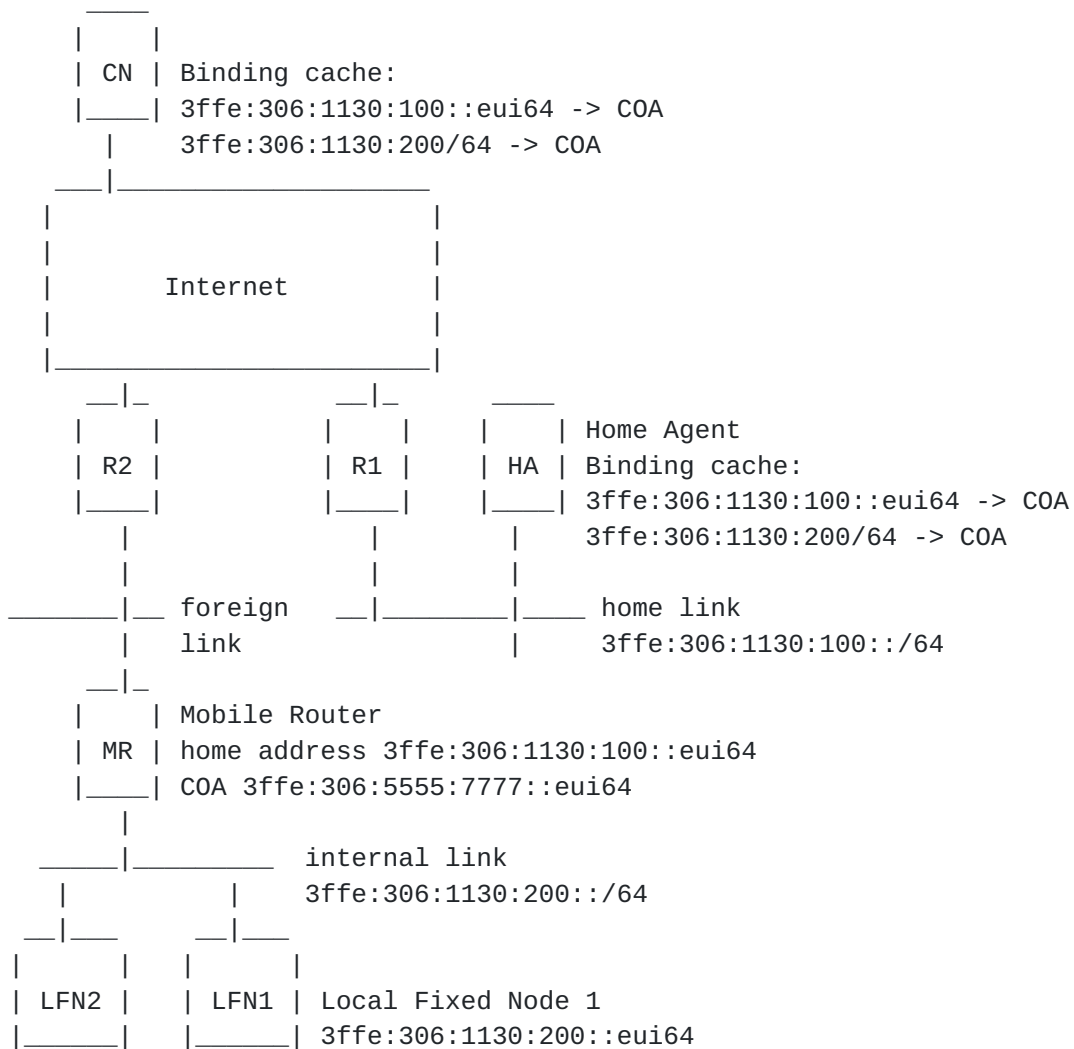 CN Binding cache:
3ffe:306:1130:100::eui64 -> COA
3ffe:306:1130:200/64 -> COA
Internet
Home Agent
R2 R1 HA Binding cache:
3ffe:306:1130:100::eui64 -> COA
3ffe:306:1130:200/64 -> COA
foreign home link
link 3ffe:306:1130:100::/64
Mobile Router
MR home address 3ffe:306:1130:100::eui64
COA 3ffe:306:5555:7777::eui64
internal link
3ffe:306:1130:200::/64
LFN2 LFN1 Local Fixed Node 1
3ffe:306:1130:200::eui64